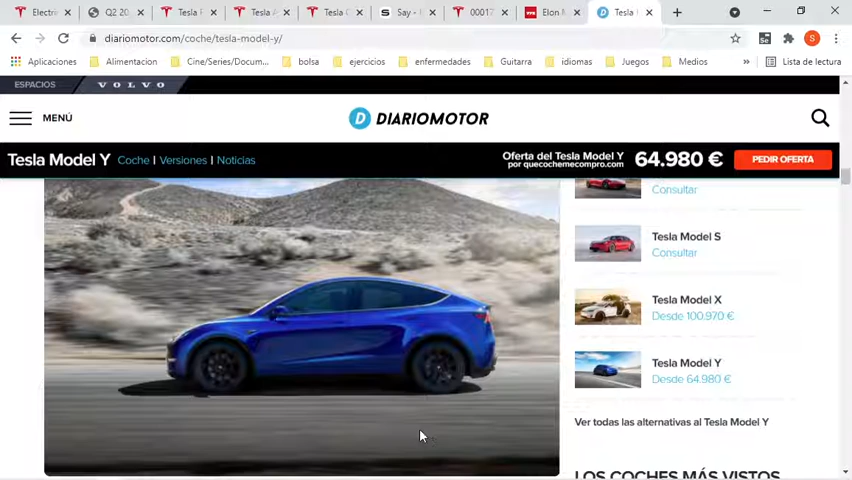 Electri
Q2 20
Tesla F
Tesla A
Tesla C
Say -
00017
Elon M
Tesla
diariomotor.com/coche/tesla-model-y/
S
Aplicaciones
Alimentacion
Cine/Series/Docum...
bolsa
ejercicios
enfermedades
Guitarra
idiomas
Juegos
Medios
»
Lista de lectura
ESPACIOS
VOLVO
MENÚ
D DIARIOMOTOR
Tesla Model Y
Coche | Versiones | Noticias
Oferta del Tesla Model Y
por quecochemecompro.com
64.980 €
PEDIR OFERTA
Consultar
Tesla Model S
Consultar
Tesla Model X
Desde 100.970 €
Tesla Model Y
Desde 64.980 €
Ver todas las alternativas al Tesla Model Y
LOS COCHES MÁS VISTOS